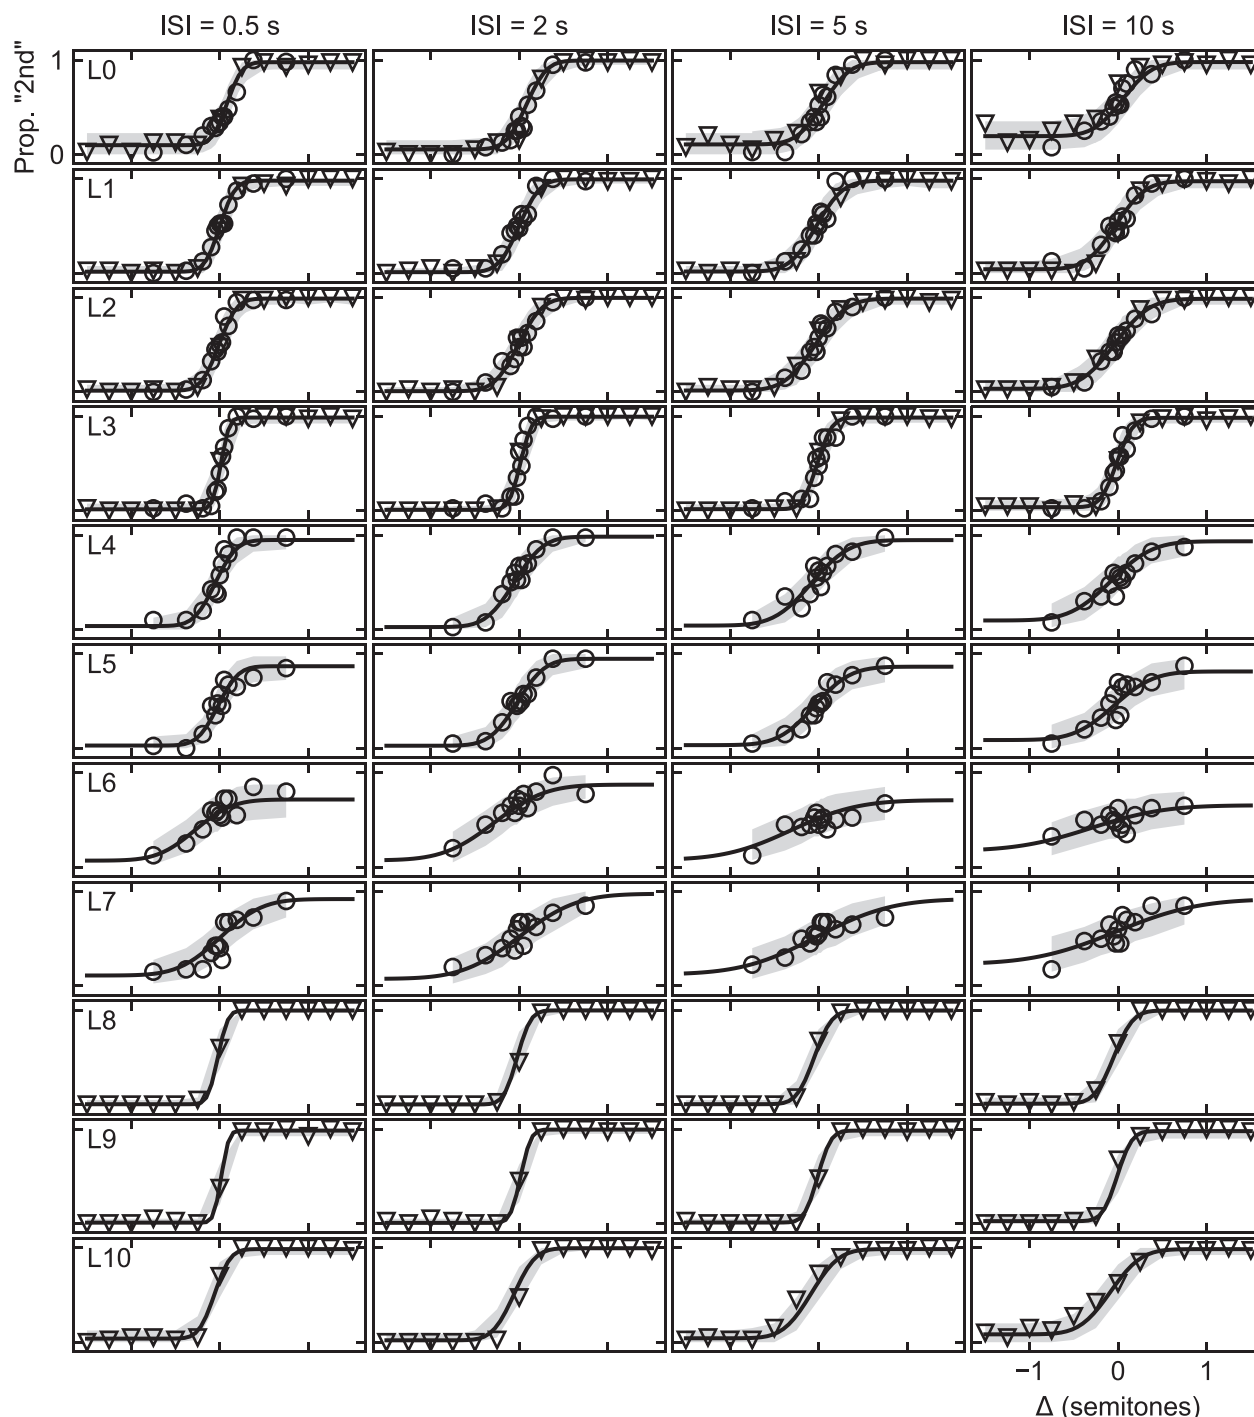 ISI = 0.5 s ISI = 2 s ISI = 5 s ISI = 10 s
Prop. "2nd"
1
0
L0
L1
L2
L3
L4
L5
L6
L7
L8
L9
L10
−1 0 1
Δ (semitones)